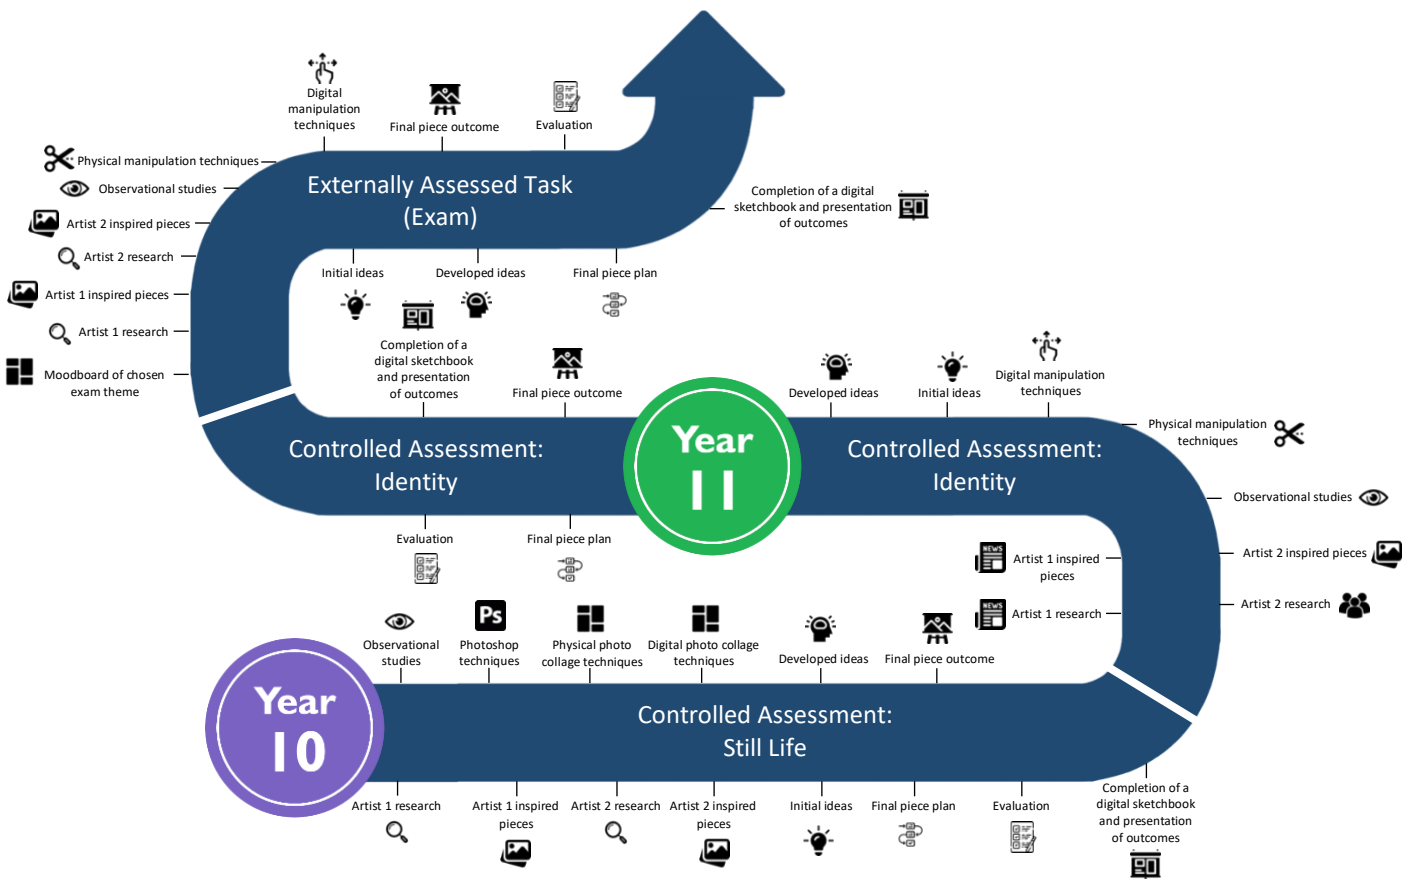 Digital
manipulation
techniques
Final piece outcome
Evaluation
Physical manipulation techniques
Observational studies
Artist 2 inspired pieces
Artist 2 research
Artist 1 inspired pieces
Artist 1 research
Moodboard of chosen
exam theme
Externally Assessed Task
(Exam)
Completion of a digital
sketchbook and presentation
of outcomes
Initial ideas
Developed ideas
Final piece plan
Completion of a
digital sketchbook
and presentation
of outcomes
Final piece outcome
Developed ideas
Initial ideas
Digital manipulation
techniques
Physical manipulation
techniques
Controlled Assessment:
Identity
Year
11
Controlled Assessment:
Identity
Observational studies
Evaluation
Final piece plan
NEWS
Artist 1 inspired
pieces
Artist 2 inspired pieces
NEWS
Artist 1 research
Artist 2 research
Observational
studies
Ps
Photoshop
techniques
Physical photo
collage techniques
Digital photo collage
techniques
Developed ideas
Final piece outcome
Year
10
Controlled Assessment:
Still Life
Artist 1 research
Artist 1 inspired
pieces
Artist 2 research
Artist 2 inspired
pieces
Initial ideas
Final piece plan
Evaluation
Completion of a
digital sketchbook
and presentation
of outcomes